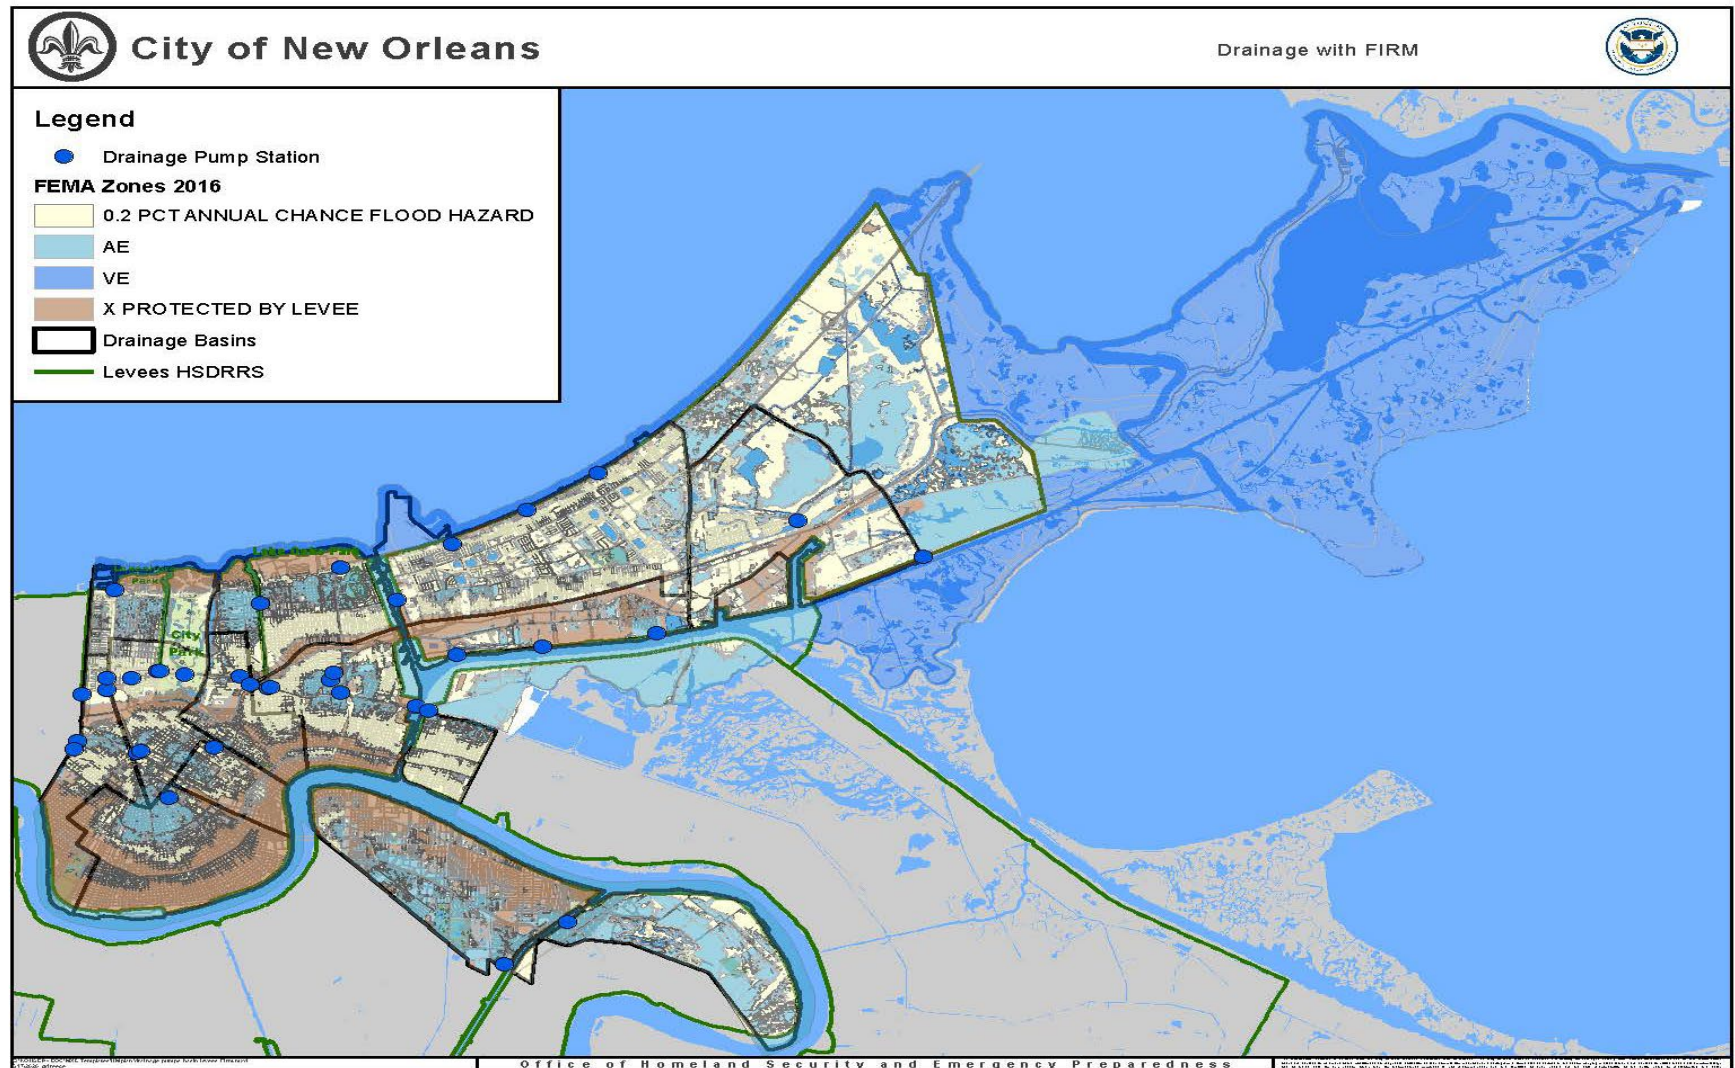 City of New Orleans
Drainage with FIRM
Legend
Drainage Pump Station
FEMA Zones 2016
0.2 PCT ANNUAL CHANCE FLOOD HAZARD
AE
VE
X PROTECTED BY LEVEE
Drainage Basins
Levees HSDRRS
Park
City
Park
Office of Homeland Security and Emergency Preparedness